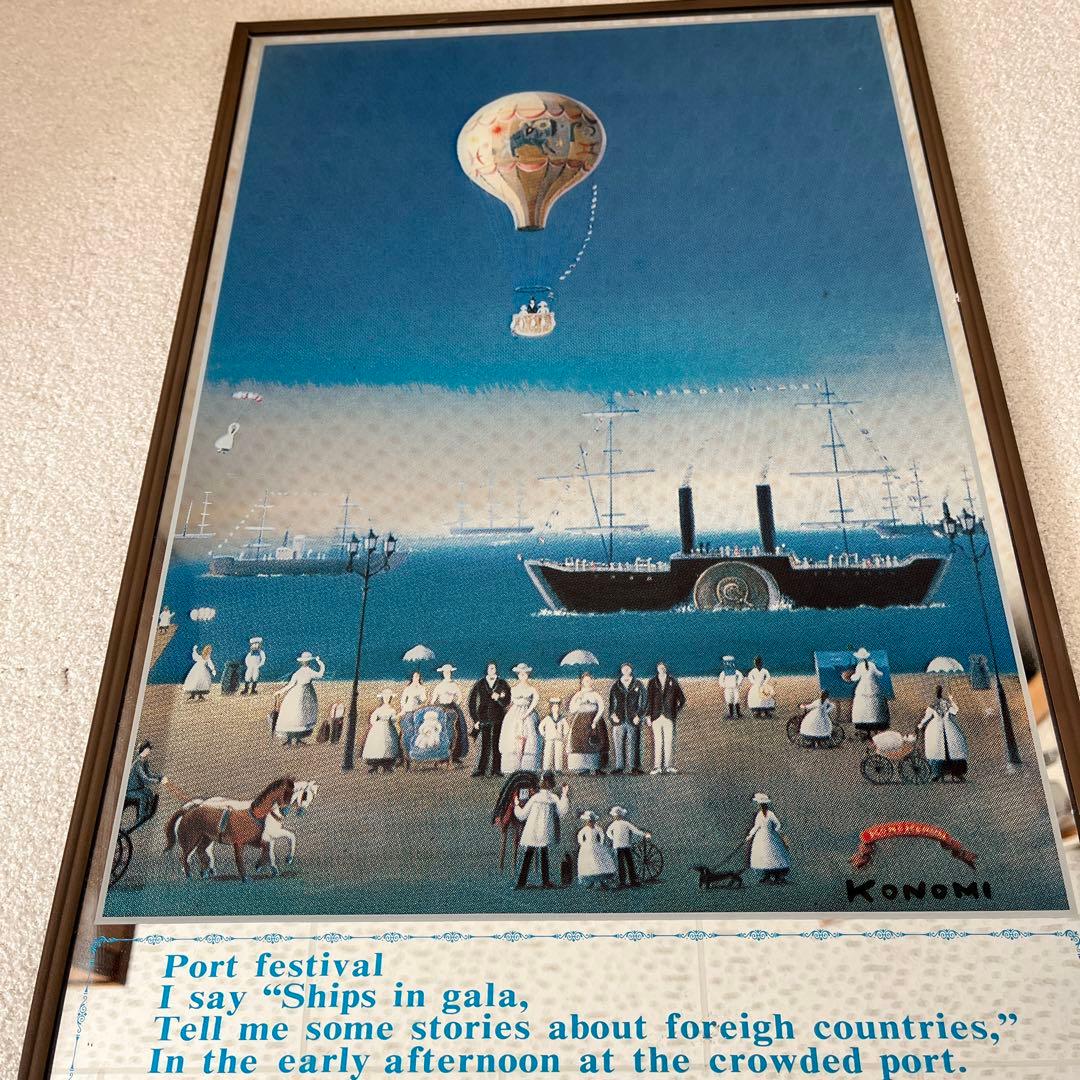 KONOMI
Port festival
I say “Ships in gala,
Tell me some stories about foreigh countries,”
In the early afternoon at the crowded port.